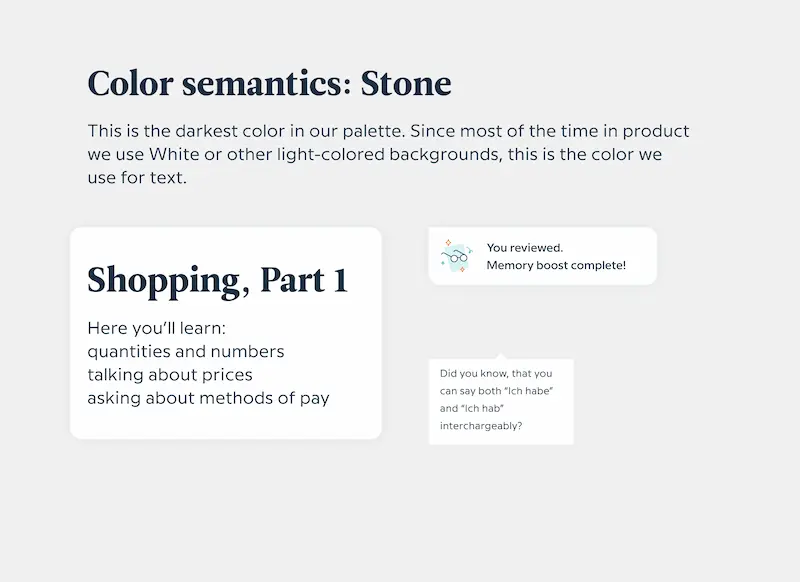 Color semantics: Stone
This is the darkest color in our palette. Since most of the time in product
we use White or other light-colored backgrounds, this is the color we
use for text.
Shopping, Part 1
Here you’ll learn:
quantities and numbers
talking about prices
asking about methods of pay
You reviewed.
Memory boost complete!
Did you know, that you
can say both “Ich habe”
and “Ich hab”
interchangeably?